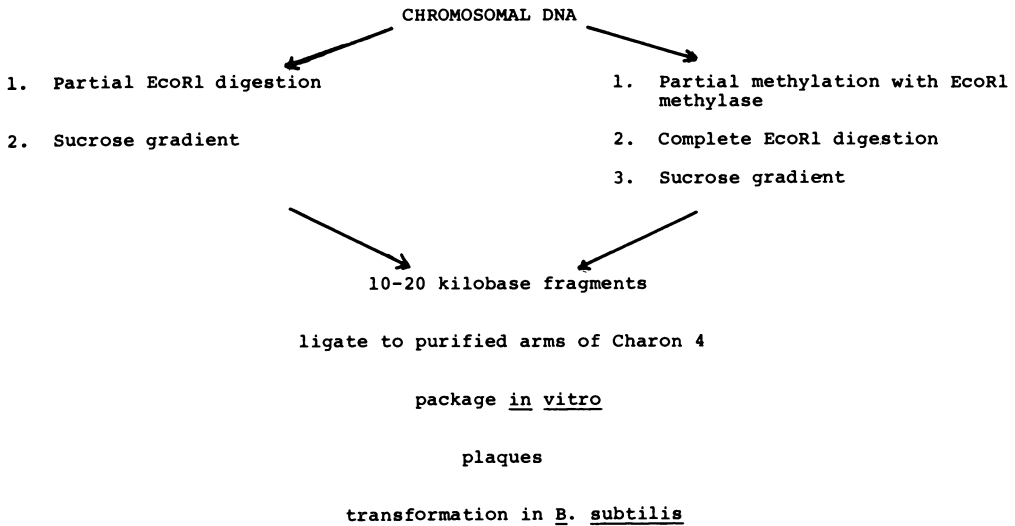 CHROMOSOMAL DNA
1. Partial EcoR1 digestion
2. Sucrose gradient
1. Partial methylation with EcoR1
methylase
2. Complete EcoR1 digestion
3. Sucrose gradient
10-20 kilobase fragments
ligate to purified arms of Charon 4
package in vitro
plaques
transformation in B. subtilis